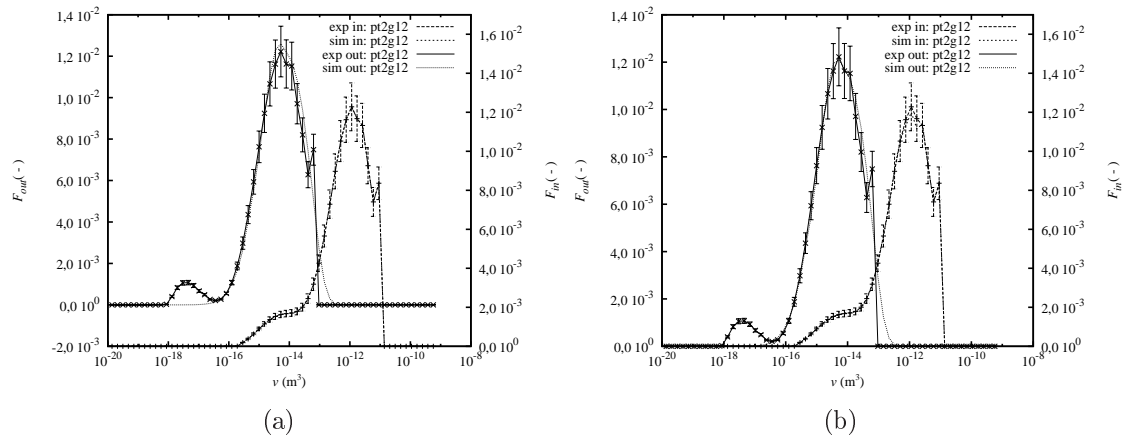 1,4 10⁻²
1,2 10⁻²
1,0 10⁻²
8,0 10⁻³
6,0 10⁻³
4,0 10⁻³
2,0 10⁻³
0,0 10⁰
-2,0 10⁻³
F_out(-)
10⁻²⁰ 10⁻¹⁸ 10⁻¹⁶ 10⁻¹⁴ 10⁻¹² 10⁻¹⁰ 10⁻⁸
v (m³)
1,6 10⁻²
1,4 10⁻²
1,2 10⁻²
1,0 10⁻²
8,0 10⁻³
6,0 10⁻³
4,0 10⁻³
2,0 10⁻³
0,0 10⁰
F_in(-)
exp in: pt2g12
sim in: pt2g12
exp out: pt2g12
sim out: pt2g12
(a)
1,4 10⁻²
1,2 10⁻²
1,0 10⁻²
8,0 10⁻³
6,0 10⁻³
4,0 10⁻³
2,0 10⁻³
0,0 10⁰
F_out(-)
10⁻²⁰ 10⁻¹⁸ 10⁻¹⁶ 10⁻¹⁴ 10⁻¹² 10⁻¹⁰ 10⁻⁸
v (m³)
1,6 10⁻²
1,4 10⁻²
1,2 10⁻²
1,0 10⁻²
8,0 10⁻³
6,0 10⁻³
4,0 10⁻³
2,0 10⁻³
0,0 10⁰
F_in(-)
exp in: pt2g12
sim in: pt2g12
exp out: pt2g12
sim out: pt2g12
(b)